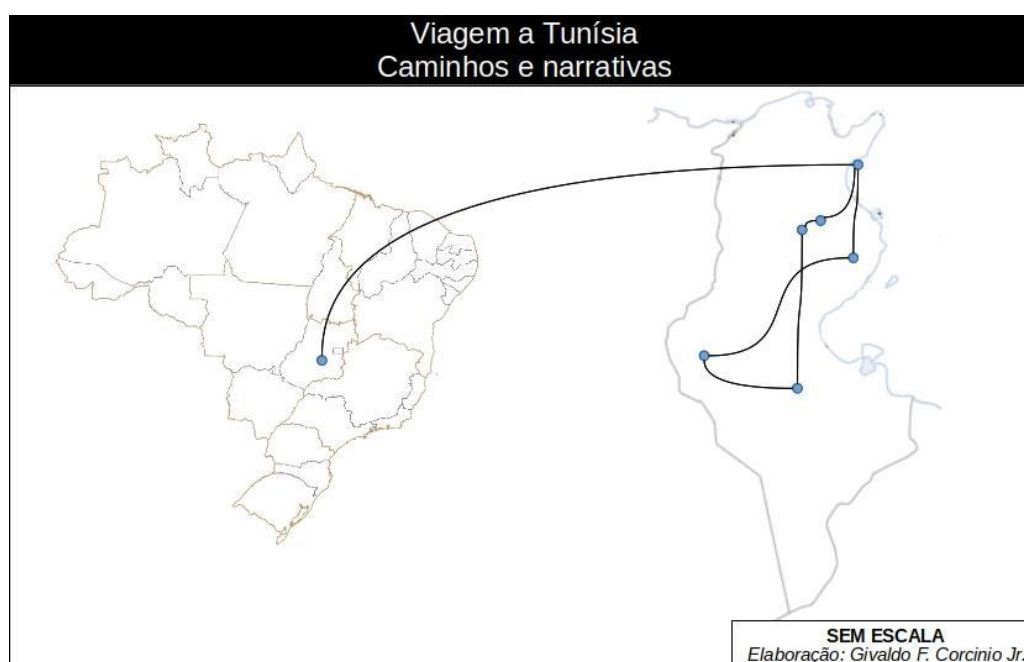 Viagem a Tunísia
Caminhos e narrativas
SEM ESCALA
Elaboração: Givaldo F. Corcinio Jr.